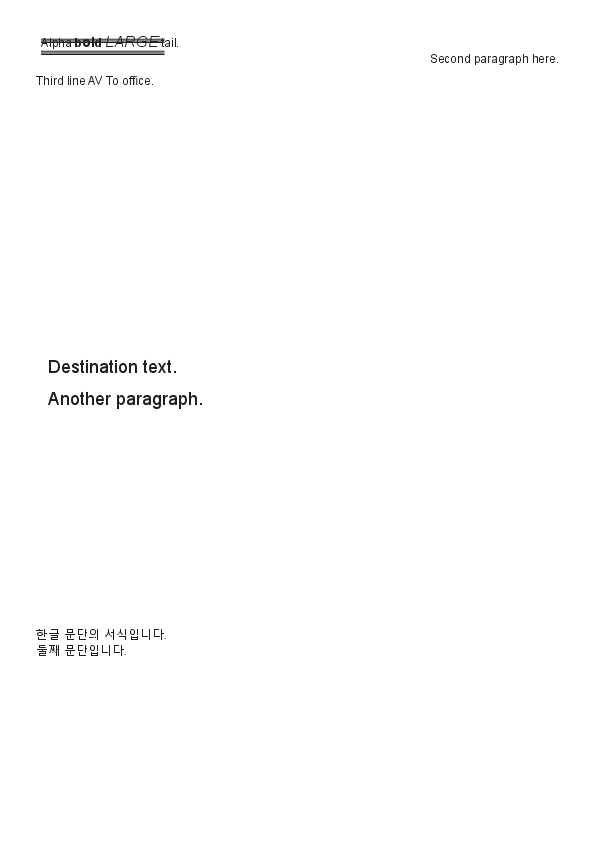 Alpha bold LARGE tail.
Second paragraph here.
Third line AV To office.
Destination text.
Another paragraph.
한글 문단의 서식입니다.
둘째 문단입니다.